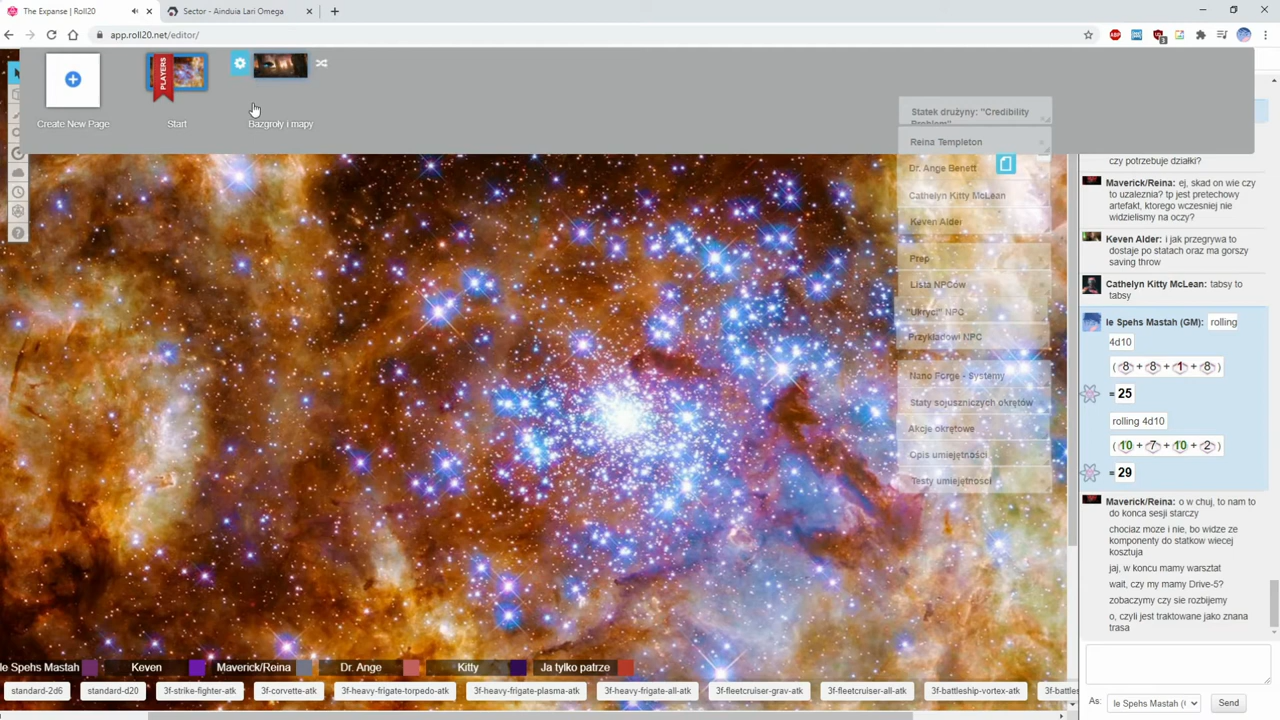 The Expanse | Roll20
Sector - Ainduia Lari Omega
app.roll20.net/editor/
PLAYERS
Create New Page
Start
Bazgroły i mapy
Statek drużyny: "Credibility
Problem"
Reina Templeton
Dr. Ange Benett
Cathelyn Kitty McLean
Keven Alder
Prep
Lista NPCow
"Ukryci" NPC
Przykładowi NPC
Nano Forge - Systemy
Staty sojuszniczych okrętów
Akcje okrętowe
Opis umiejętności
Testy umiejętności
czy potrzebuje działki?
Maverick/Reina: ej, skad on wie czy
to uzaleznia? tp jest pretechowy
artefakt, ktorego wczesniej nie
widzielismy na oczy?
Keven Alder: i jak przegrywa to
dostaje po statach oraz ma gorszy
saving throw
Cathelyn Kitty McLean: tabsy to
tabsy
le Spehs Mastah (GM): rolling
4d10
(8+8+1+8)
= 25
rolling 4d10
(10+7+10+2)
= 29
Maverick/Reina: o w chuj, to nam to
do konca sesji starczy
chociaz moze i nie, bo widze ze
komponenty do statkow wiecej
kosztuja
jaj, w koncu mamy warsztat
wait, czy my mamy Drive-5?
zobaczymy czy sie rozbijemy
o, czyli jest traktowane jako znana
trasa
le Spehs Mastah
Keven
Maverick/Reina
Dr. Ange
Kitty
Ja tylko patrze
standard-2d6
standard-d20
3f-strike-fighter-atk
3f-corvette-atk
3f-heavy-frigate-torpedo-atk
3f-heavy-frigate-plasma-atk
3f-heavy-frigate-all-atk
3f-fleetcruiser-grav-atk
3f-fleetcruiser-all-atk
3f-battleship-vortex-atk
3f-battles
As:
le Spehs Mastah (
Send